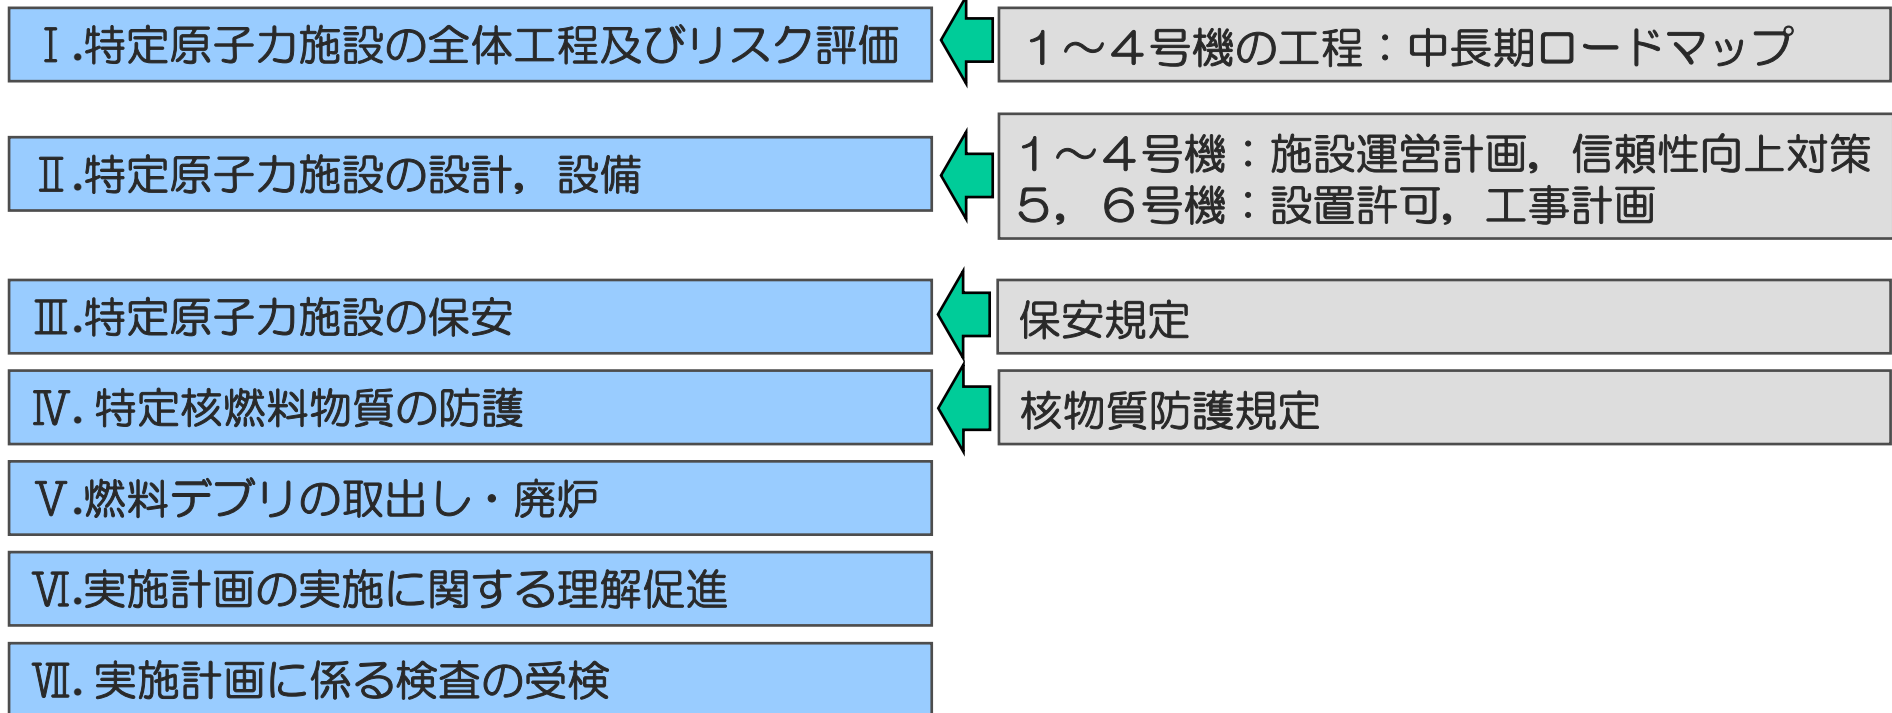 Ⅰ.特定原子力施設の全体工程及びリスク評価
１～４号機の工程：中長期ロードマップ
Ⅱ.特定原子力施設の設計，設備
１～４号機：施設運営計画，信頼性向上対策
５，６号機：設置許可，工事計画
Ⅲ.特定原子力施設の保安
保安規定
Ⅳ.特定核燃料物質の防護
核物質防護規定
Ⅴ.燃料デブリの取出し・廃炉
Ⅵ.実施計画の実施に関する理解促進
Ⅶ.実施計画に係る検査の受検